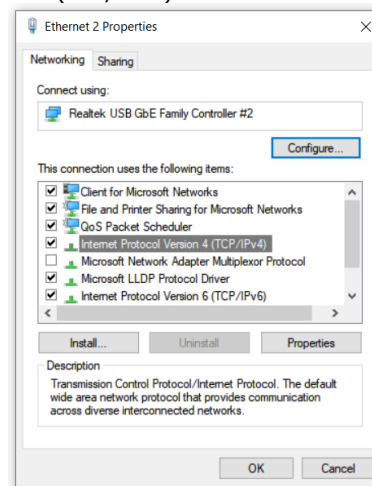 Ethernet 2 Properties
Networking
Sharing
Connect using:
Realtek USB GbE Family Controller #2
Configure...
This connection uses the following items:
Client for Microsoft Networks
File and Printer Sharing for Microsoft Networks
QoS Packet Scheduler
Internet Protocol Version 4 (TCP/IPv4)
Microsoft Network Adapter Multiplexor Protocol
Microsoft LLDP Protocol Driver
Internet Protocol Version 6 (TCP/IPv6)
Install...
Uninstall
Properties
Description
Transmission Control Protocol/Internet Protocol. The default
wide area network protocol that provides communication
across diverse interconnected networks.
OK
Cancel